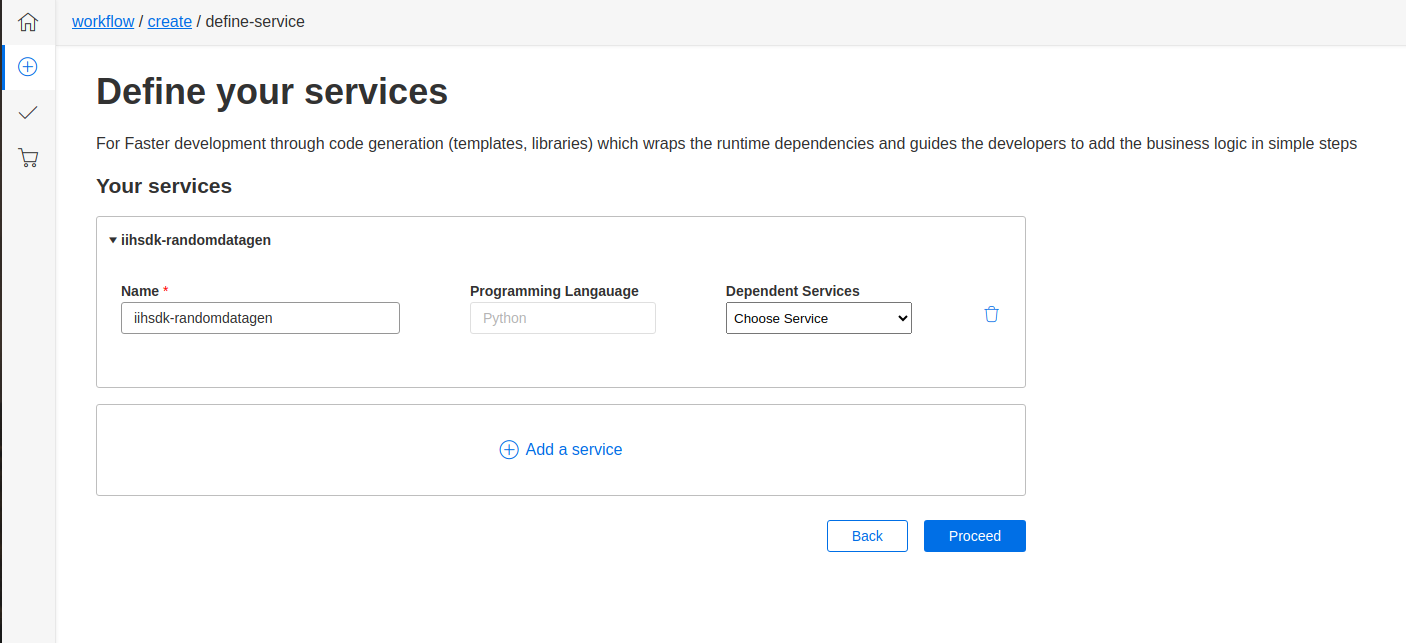 workflow / create / define-service
Define your services
For Faster development through code generation (templates, libraries) which wraps the runtime dependencies and guides the developers to add the business logic in simple steps
Your services
iihsdk-randomdatagen
Name * Programming Langauage Dependent Services
iihsdk-randomdatagen Python Choose Service
Add a service
Back Proceed